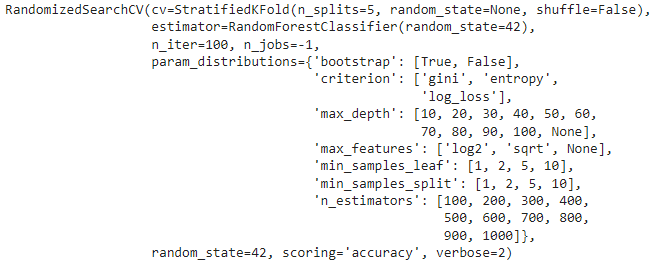 RandomizedSearchCV(cv=StratifiedKFold(n_splits=5, random_state=None, shuffle=False),
                   estimator=RandomForestClassifier(random_state=42),
                   n_iter=100, n_jobs=-1,
                   param_distributions={'bootstrap': [True, False],
                                        'criterion': ['gini', 'entropy',
                                                      'log_loss'],
                                        'max_depth': [10, 20, 30, 40, 50, 60,
                                                      70, 80, 90, 100, None],
                                        'max_features': ['log2', 'sqrt', None],
                                        'min_samples_leaf': [1, 2, 5, 10],
                                        'min_samples_split': [1, 2, 5, 10],
                                        'n_estimators': [100, 200, 300, 400,
                                                         500, 600, 700, 800,
                                                         900, 1000]},
                   random_state=42, scoring='accuracy', verbose=2)